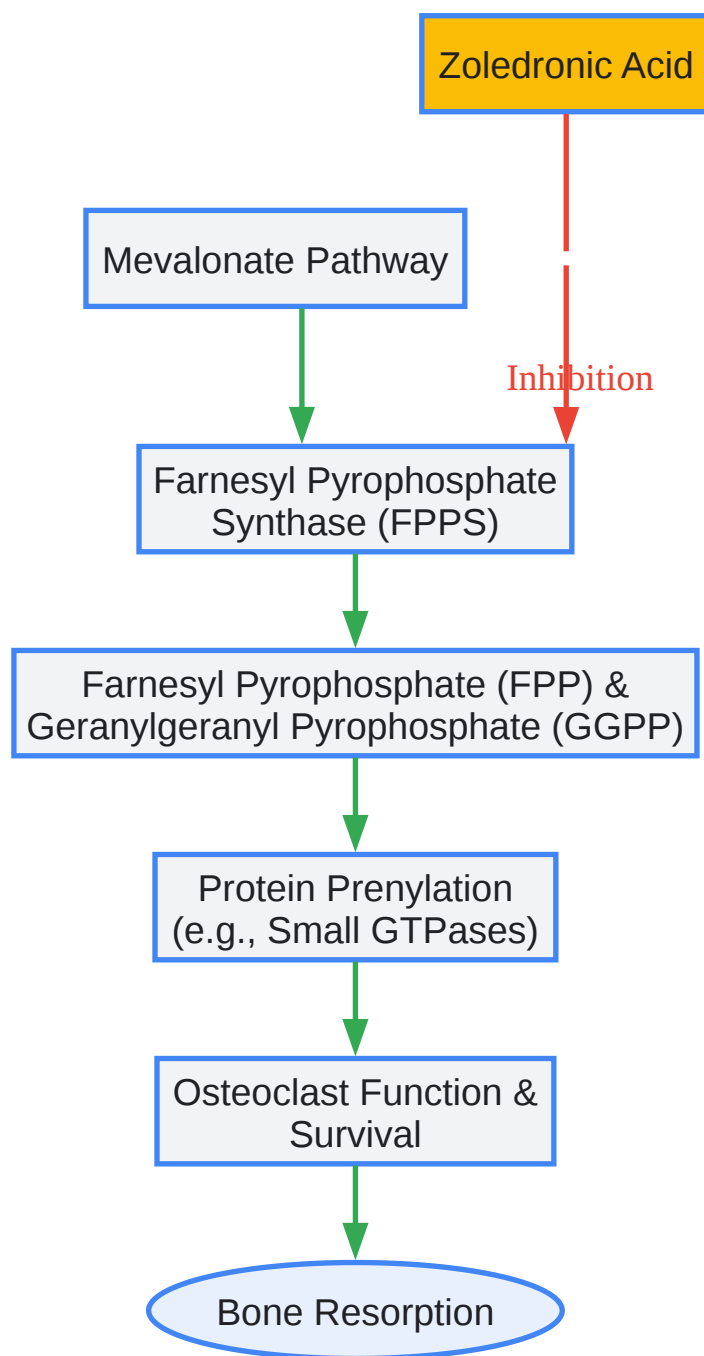 Zoledronic Acid
Mevalonate Pathway
Inhibition
Farnesyl Pyrophosphate
Synthase (FPPS)
Farnesyl Pyrophosphate (FPP) &
Geranylgeranyl Pyrophosphate (GGPP)
Protein Prenylation
(e.g., Small GTPases)
Osteoclast Function &
Survival
Bone Resorption